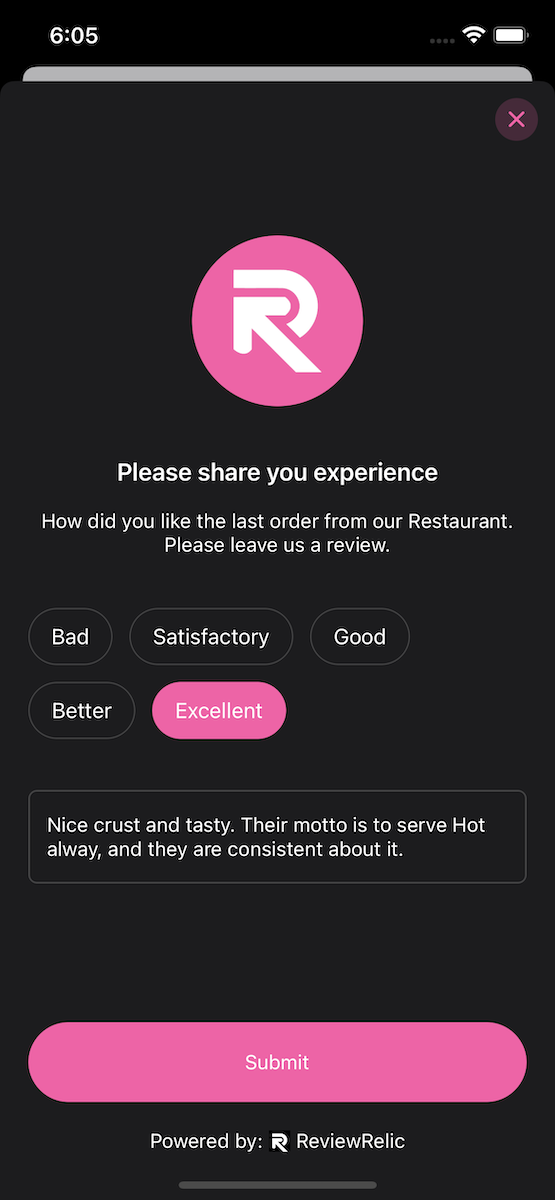 6:05
Please share you experience
How did you like the last order from our Restaurant.
Please leave us a review.
Bad Satisfactory Good
Better Excellent
Nice crust and tasty. Their motto is to serve Hot
alway, and they are consistent about it.
Submit
Powered by: ReviewRelic